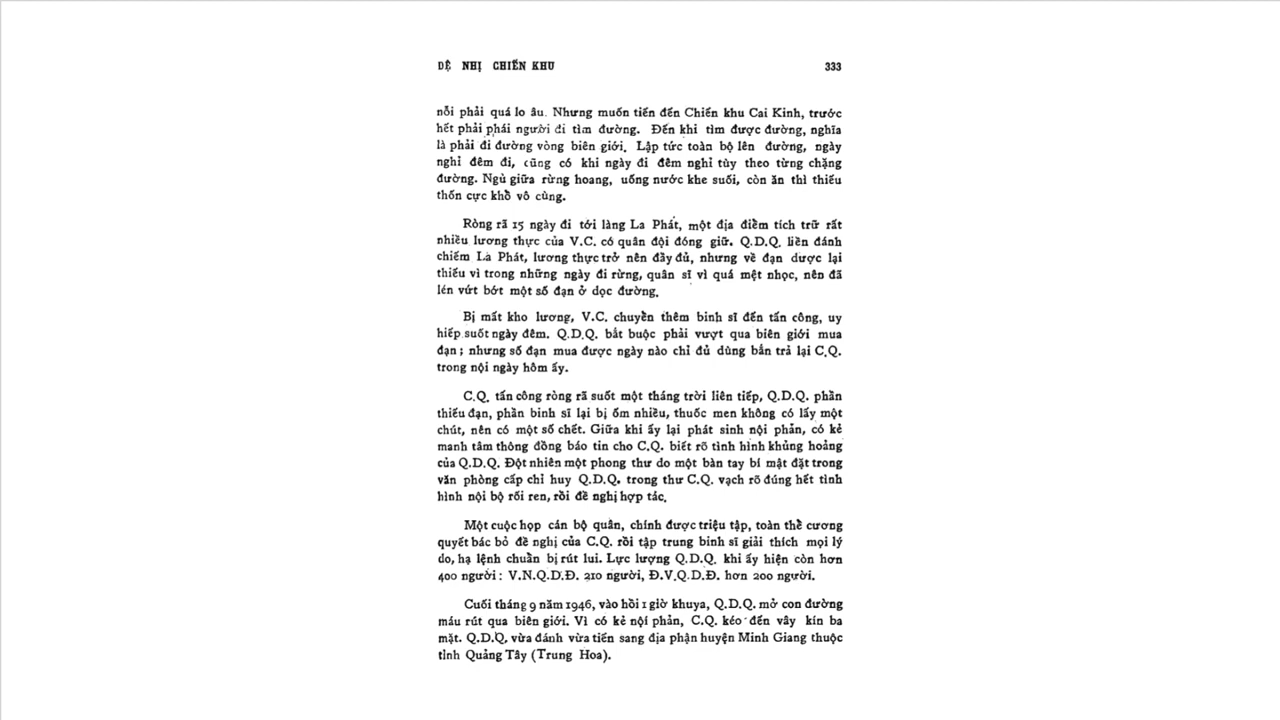 DỆ NHỊ CHIẾN KHU 333
nỗi phải quá lo âu. Nhưng muốn tiến đến Chiến khu Cai Kinh, trước
hết phải phái người đi tìm đường. Đến khi tìm được đường, nghĩa
là phải đi đường vòng biên giới. Lập tức toàn bộ lên đường, ngày
nghỉ đêm đi, cũng có khi ngày đi đêm nghỉ tùy theo từng chặng
đường. Ngủ giữa rừng hoang, uống nước khe suối, còn ăn thì thiếu
thốn cực khổ vô cùng.
Ròng rã 15 ngày đi tới làng La Phát, một địa điểm tích trữ rất
nhiều lương thực của V.C. có quân đội đóng giữ. Q.D.Q. liền đánh
chiếm La Phát, lương thực trở nên đầy đủ, nhưng về đạn dược lại
thiếu vì trong những ngày đi rừng, quân sĩ vì quá mệt nhọc, nên đã
lén vứt bớt một số đạn ở dọc đường.
Bị mất kho lương, V.C. chuyển thêm binh sĩ đến tấn công, uy
hiếp suốt ngày đêm. Q.D.Q. bắt buộc phải vượt qua biên giới mua
đạn ; nhưng số đạn mua được ngày nào chỉ đủ dùng bắn trả lại C.Q.
trong nội ngày hôm ấy.
C.Q. tấn công ròng rã suốt một tháng trời liên tiếp, Q.D.Q. phần
thiếu đạn, phần binh sĩ lại bị ốm nhiều, thuốc men không có lấy một
chút, nên có một số chết. Giữa khi ấy lại phát sinh nội phản, có kẻ
manh tâm thông đồng báo tin cho C.Q. biết rõ tình hình khủng hoảng
của Q.D.Q. Đột nhiên một phong thư do một bàn tay bí mật đặt trong
văn phòng cấp chỉ huy Q.D.Q. trong thư C.Q. vạch rõ đúng hết tình
hình nội bộ rối ren, rồi đề nghị hợp tác.
Một cuộc họp cán bộ quân, chính được triệu tập, toàn thể cương
quyết bác bỏ đề nghị của C.Q. rồi tập trung binh sĩ giải thích mọi lý
do, hạ lệnh chuẩn bị rút lui. Lực lượng Q.D.Q. khi ấy hiện còn hơn
400 người : V.N.Q.D.Đ. 210 người, Đ.V.Q.D.Đ. hơn 200 người.
Cuối tháng 9 năm 1946, vào hồi 1 giờ khuya, Q.D.Q. mở con đường
máu rút qua biên giới. Vì có kẻ nội phản, C.Q. kéo đến vây kín ba
mặt. Q.D.Q. vừa đánh vừa tiến sang địa phận huyện Minh Giang thuộc
tỉnh Quảng Tây (Trung Hoa).